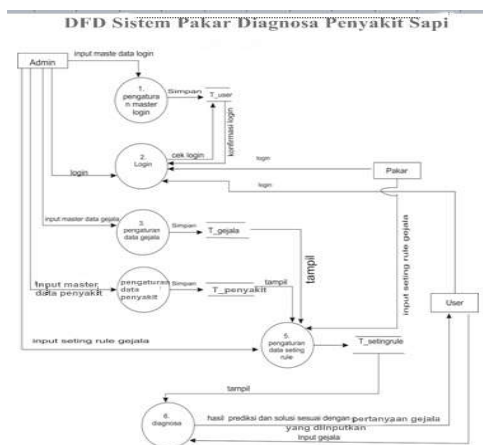 DFD Sistem Pakar Diagnosa Penyakit Sapi
input maste data login
Admin
1.
pengatura
n master
login
Simpan
T_user
konfirmasi login
2.
Login
cek login
login
login
login
Pakar
input master data gejala
3.
pengaturan
data gejala
Simpan
T_gejala
tampil
input seting rule gejala
Input master
data penyakit
pengaturan
data
penyakit
Simpan
T_penyakit
tampil
User
input seting rule gejala
5.
pengaturan
data seting
rule
T_setingrule
tampil
6.
diagnosa
hasil prediksi dan solusi sesuai dengan pertanyaan gejala
yang diinputkan
Input gejala